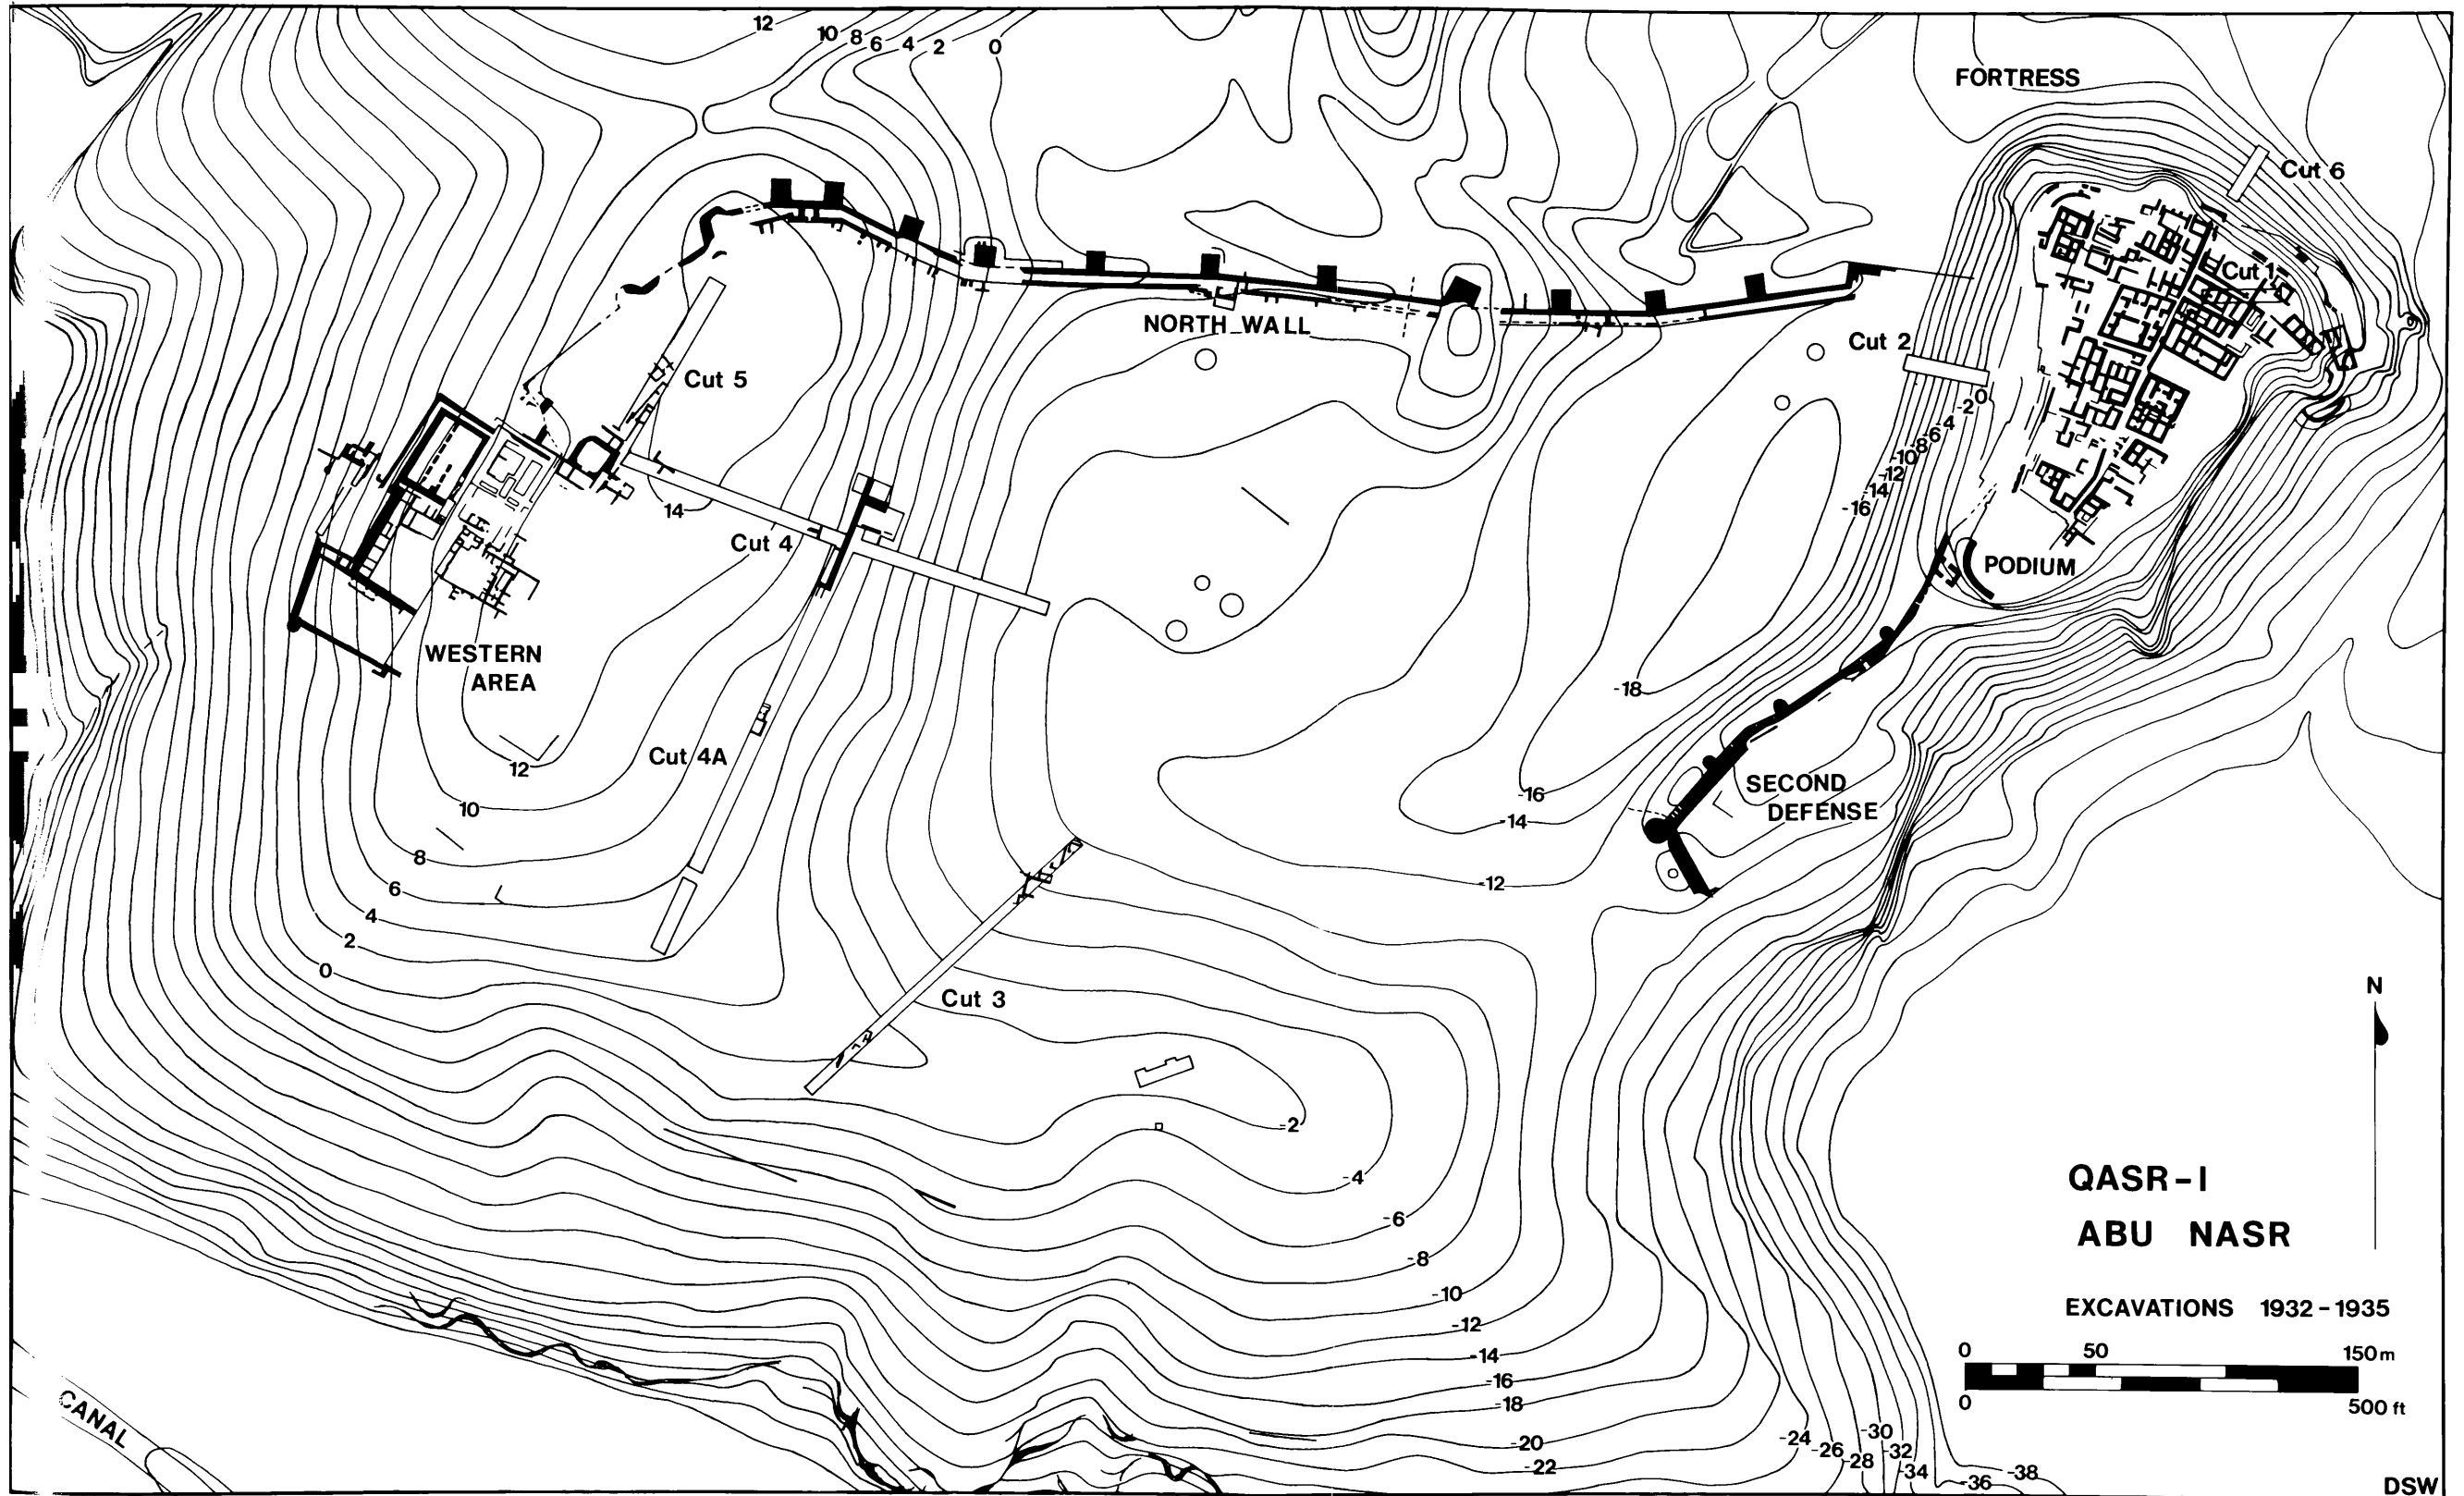 12
10 8 6 4 2 0
FORTRESS
Cut 6
Cut 1
NORTH WALL
Cut 2
Cut 5
0
-2
4
6
8
-10
-12
-14
-16
14
Cut 4
PODIUM
WESTERN
AREA
-18
Cut 4A
12
SECOND
DEFENSE
-16
10
-14
8
-12
6
4
2
0
N
Cut 3
-2
-4
QASR-I
ABU NASR
-6
-8
-10
EXCAVATIONS 1932-1935
-12
0 50 150 m
-14
-16
-18
0 500 ft
CANAL
-20
-22
-24
-26
-28
-30
-32
-34
-36
-38
DSW